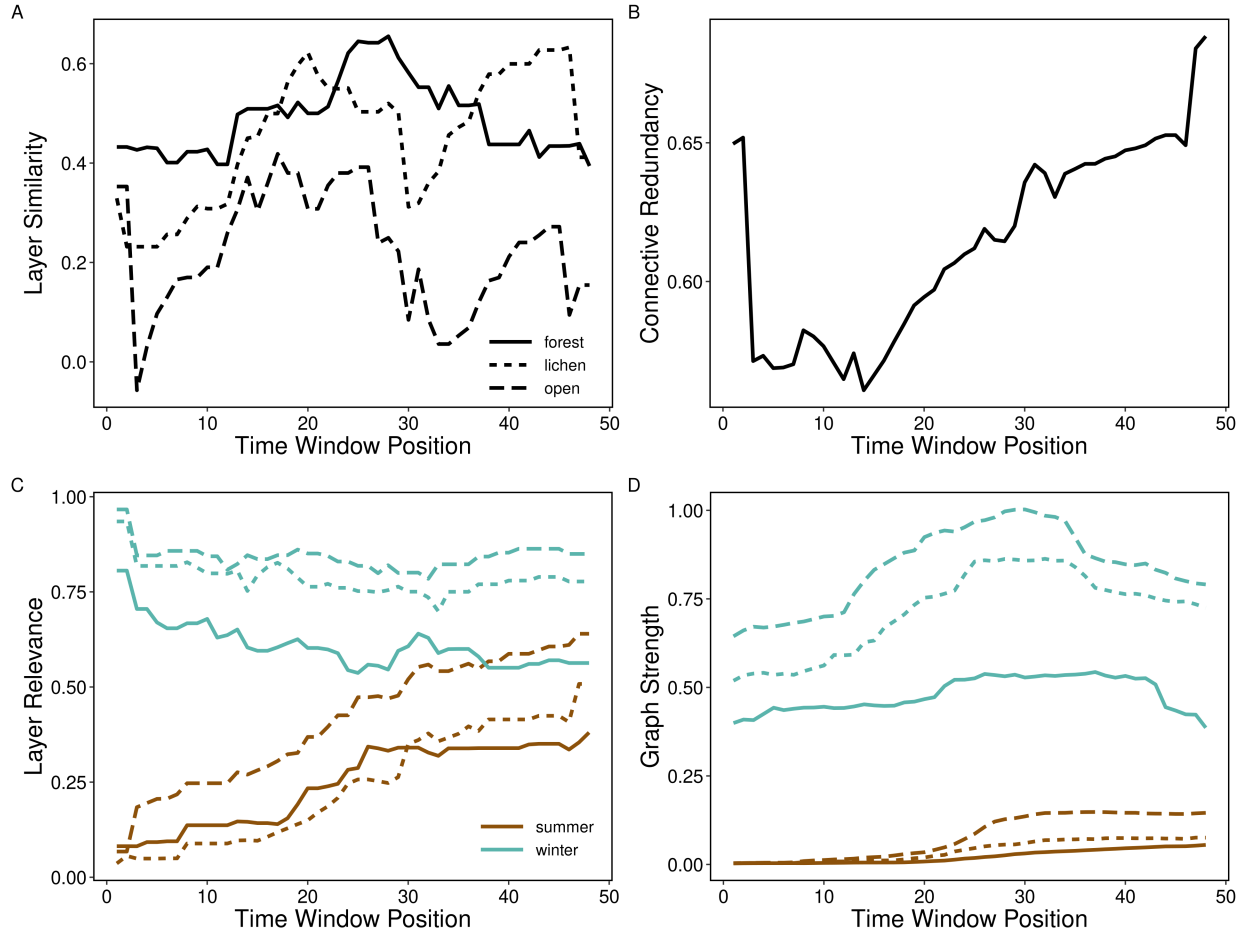 A
Layer Similarity
0.6
0.4
0.2
0.0
forest
lichen
open
0 10 20 30 40 50
Time Window Position
B
Connective Redundancy
0.65
0.60
0 10 20 30 40 50
Time Window Position
C
Layer Relevance
1.00
0.75
0.50
0.25
0.00
summer
winter
0 10 20 30 40 50
Time Window Position
D
Graph Strength
1.00
0.75
0.50
0.25
0.00
0 10 20 30 40 50
Time Window Position